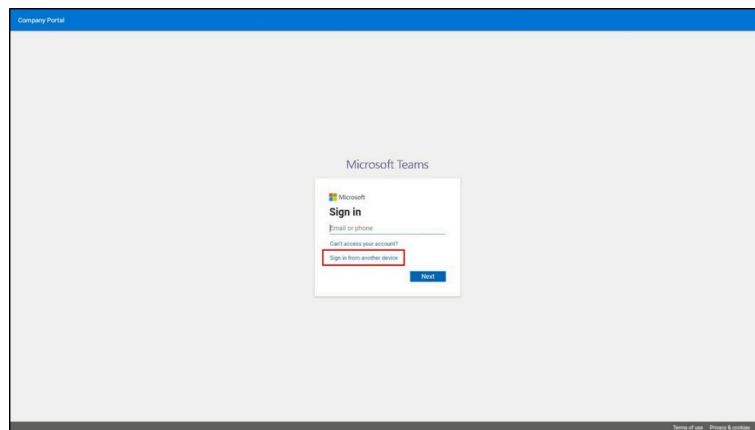 Company Portal
Microsoft Teams
Microsoft
Sign in
Email or phone
Can't access your account?
Sign in from another device
Next
Terms of use Privacy & cookies